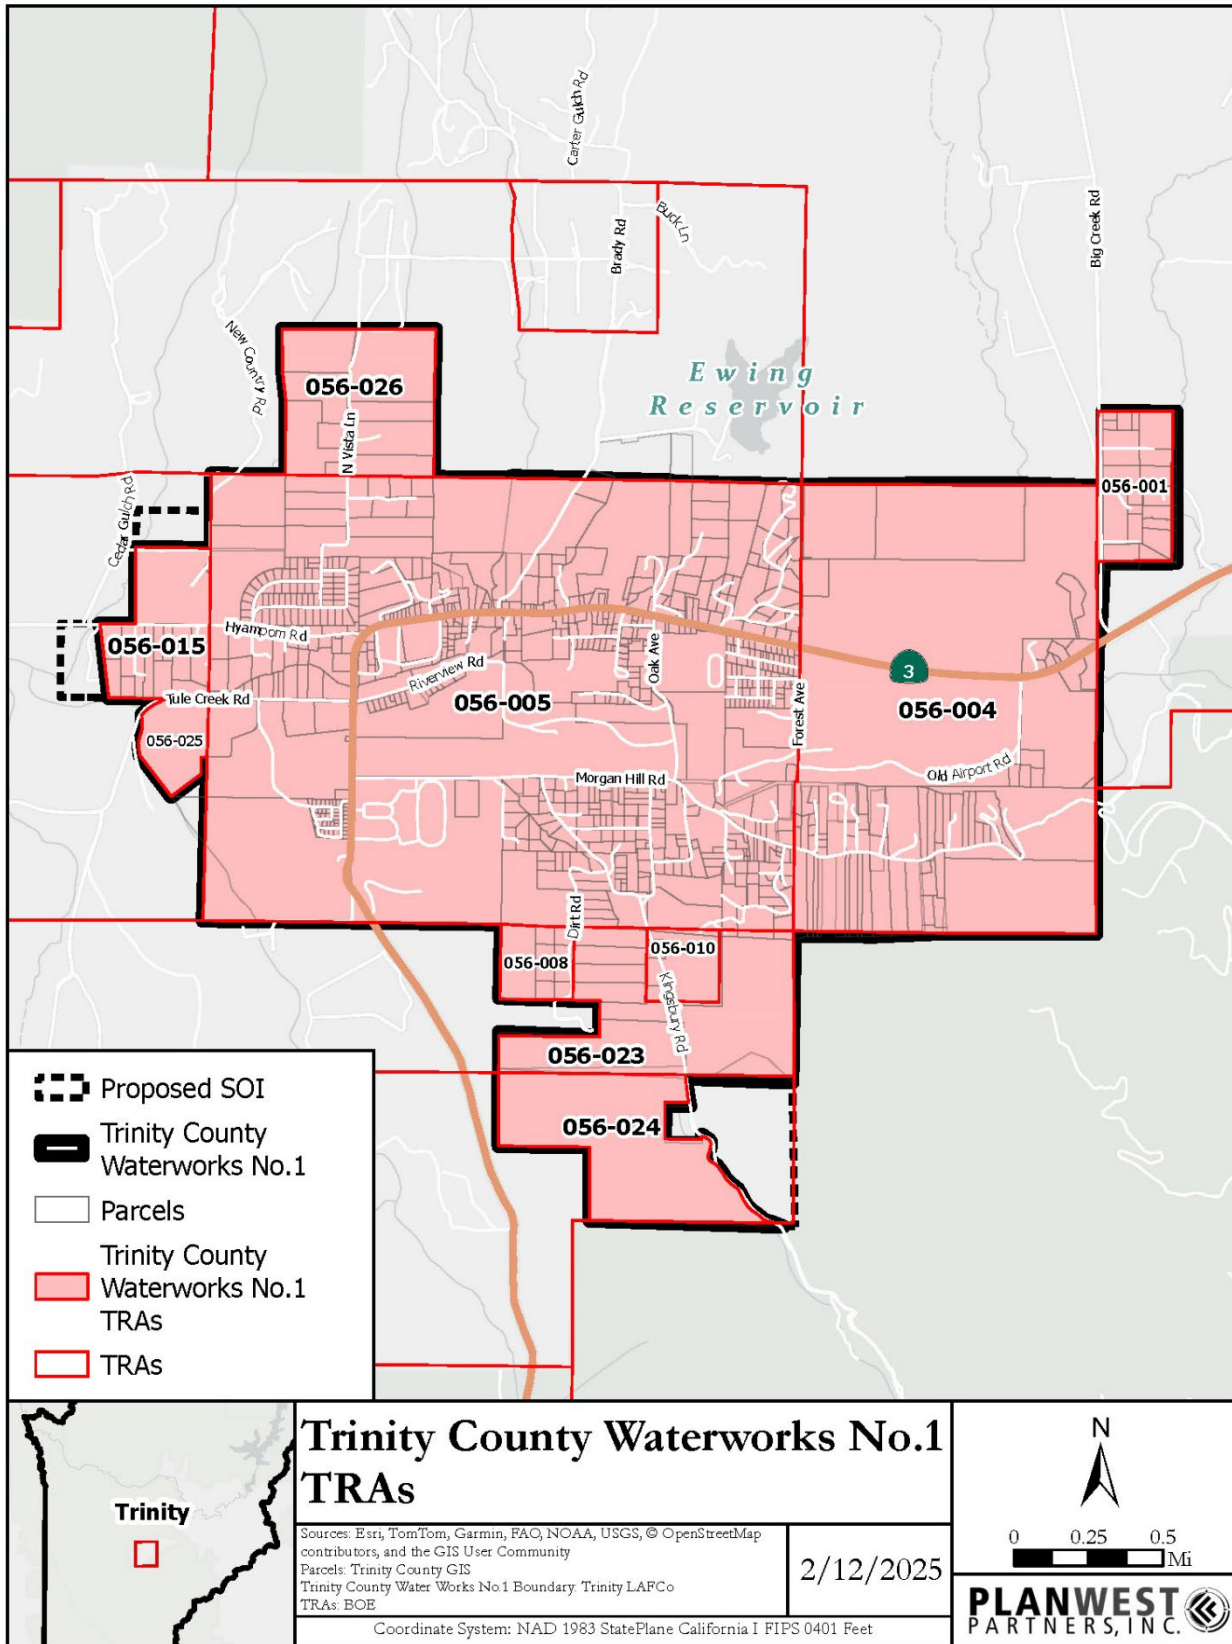 Carter Gulch Rd
Big Creek Rd
Buck Ln
Brady Rd
New Country Rd
Ewing
Reservoir
056-026
N Vista Ln
056-001
Cedar Gulch Rd
Hyampom Rd
056-015
Oak Ave
Riverview Rd
3
Tule Creek Rd
056-005
056-004
Forest Ave
056-025
Morgan Hill Rd
Old Airport Rd
Dirt Rd
056-008
056-010
Kingsbury Rd
056-023
056-024
Proposed SOI
Trinity County
Waterworks No.1
Parcels
Trinity County
Waterworks No.1
TRAs
TRAs
Trinity
Trinity County Waterworks No.1
TRAs
Sources: Esri, TomTom, Garmin, FAO, NOAA, USGS, © OpenStreetMap
contributors, and the GIS User Community
Parcels: Trinity County GIS
Trinity County Water Works No.1 Boundary: Trinity LAFCo
TRAs: BOE
2/12/2025
Coordinate System: NAD 1983 StatePlane California I FIPS 0401 Feet
N
0 0.25 0.5
Mi
PLANWEST
PARTNERS, INC.